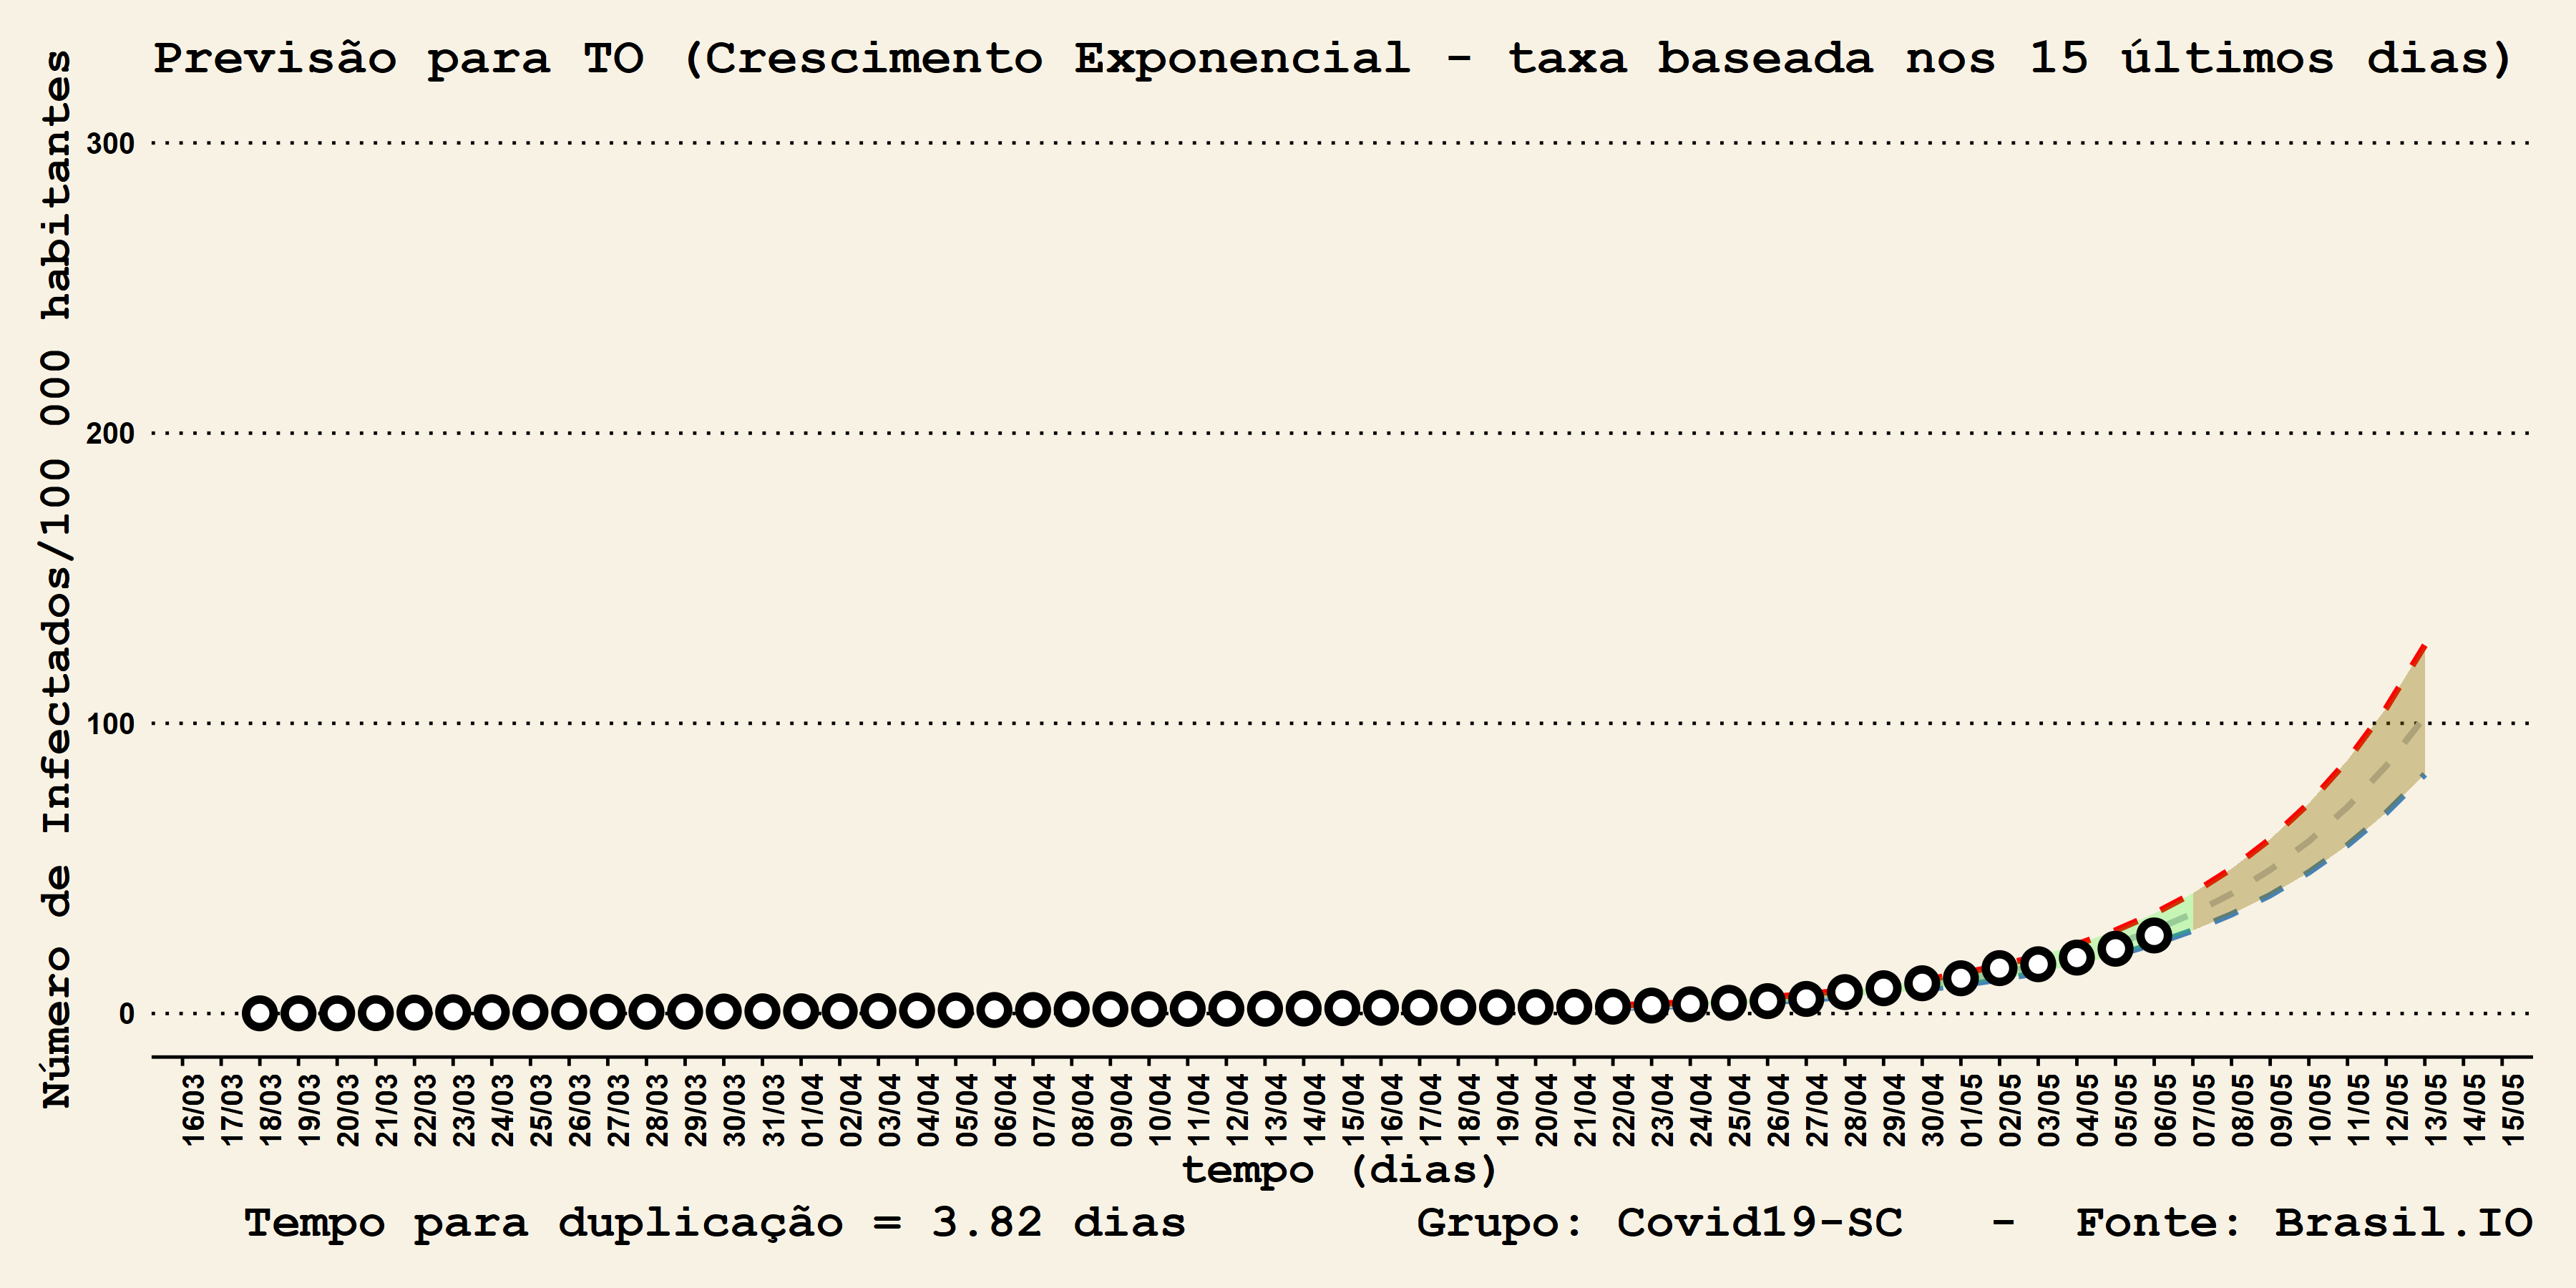 Previsão para TO (Crescimento Exponencial - taxa baseada nos 15 últimos dias)
Número de Infectados/100 000 habitantes
300
200
100
0
16/03 17/03 18/03 19/03 20/03 21/03 22/03 23/03 24/03 25/03 26/03 27/03 28/03 29/03 30/03 31/03 01/04 02/04 03/04 04/04 05/04 06/04 07/04 08/04 09/04 10/04 11/04 12/04 13/04 14/04 15/04 16/04 17/04 18/04 19/04 20/04 21/04 22/04 23/04 24/04 25/04 26/04 27/04 28/04 29/04 30/04 01/05 02/05 03/05 04/05 05/05 06/05 07/05 08/05 09/05 10/05 11/05 12/05 13/05 14/05 15/05
tempo (dias)
Tempo para duplicação = 3.82 dias Grupo: Covid19-SC - Fonte: Brasil.IO